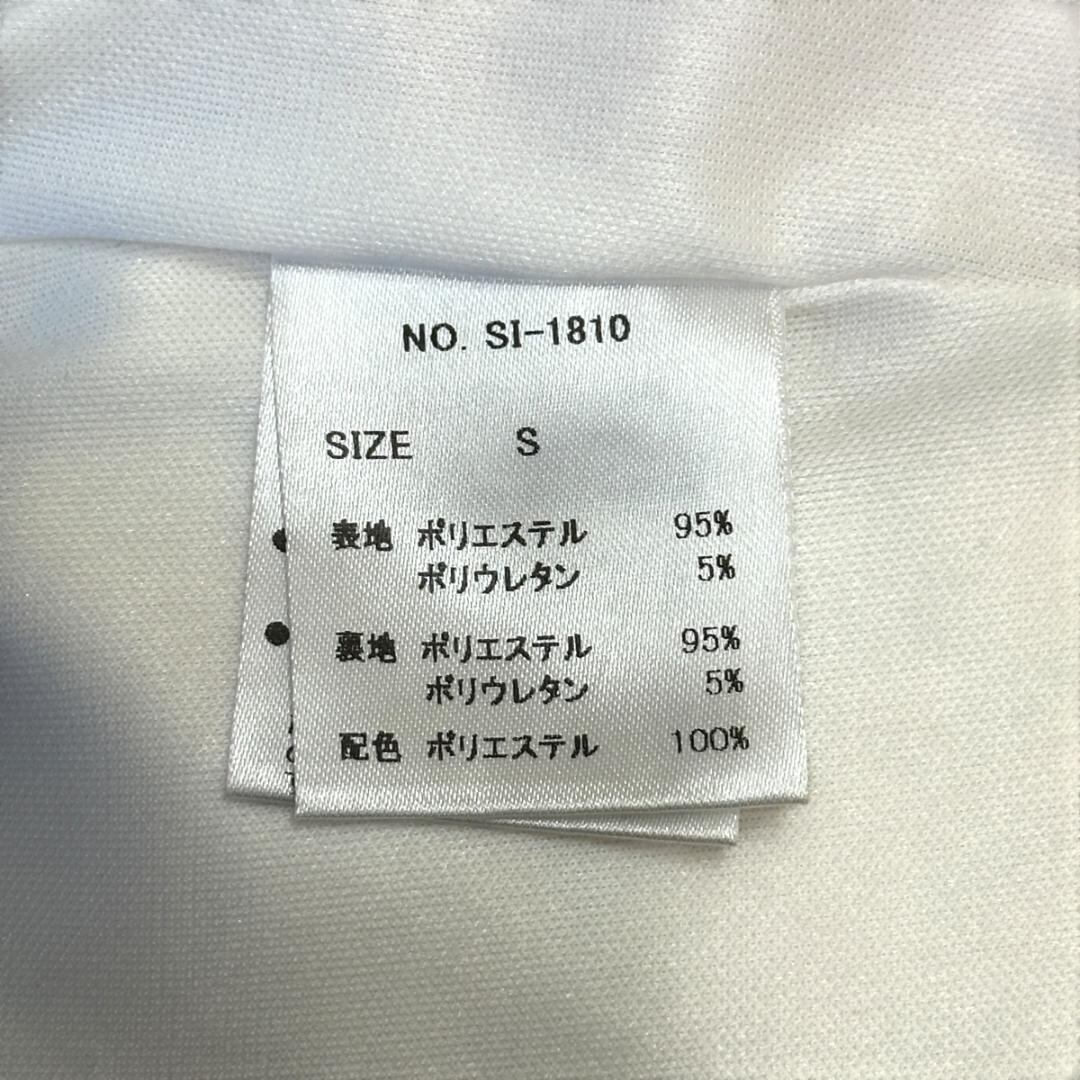 NO. SI-1810
SIZE S
表地 ポリエステル 95%
ポリウレタン 5%
裏地 ポリエステル 95%
ポリウレタン 5%
配色 ポリエステル 100%